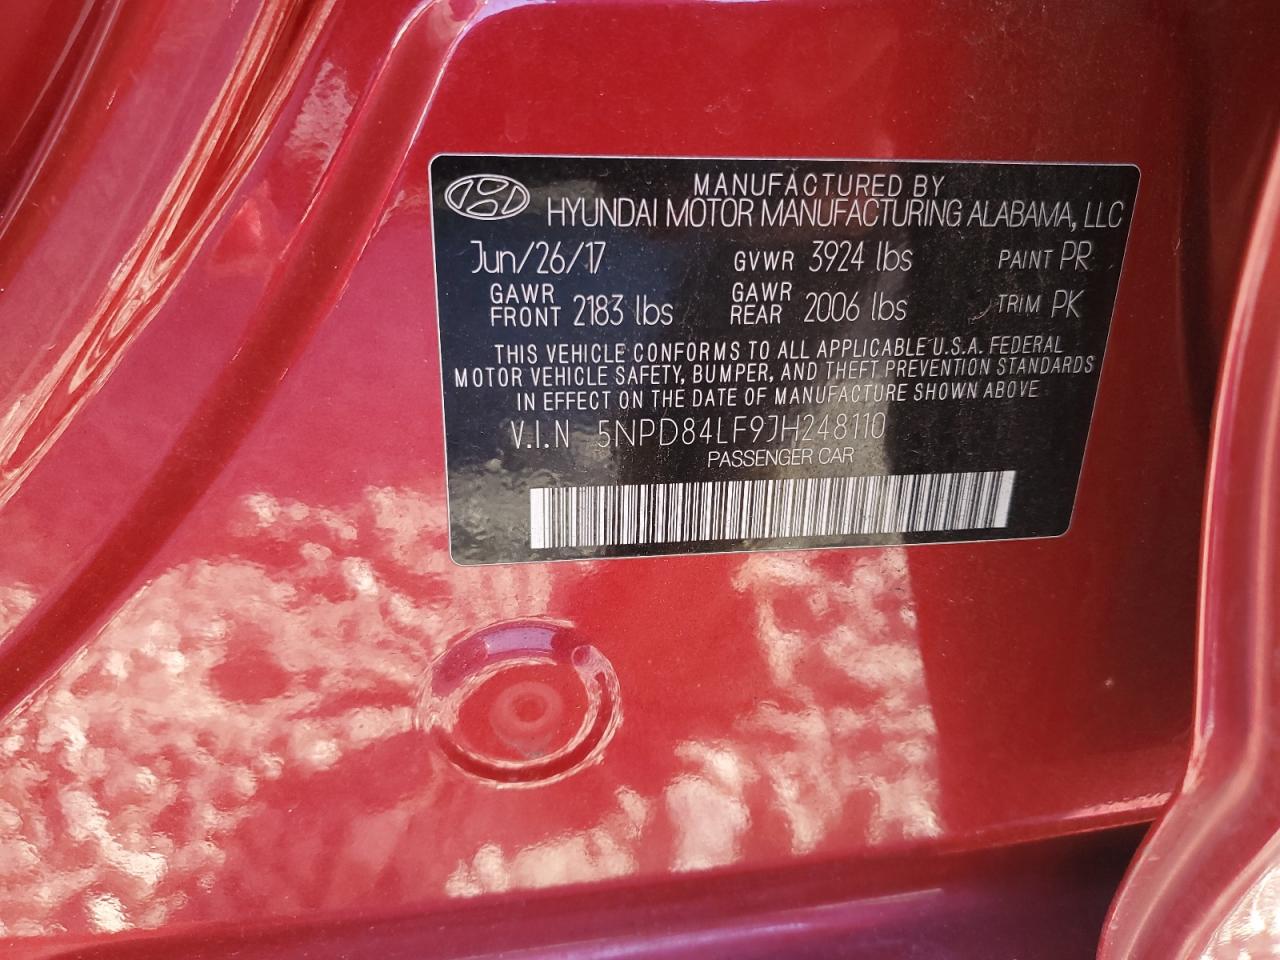 MANUFACTURED BY
HYUNDAI MOTOR MANUFACTURING ALABAMA, LLC
Jun/26/17 GVWR 3924 lbs PAINT PR
GAWR FRONT 2183 lbs GAWR REAR 2006 lbs TRIM PK
THIS VEHICLE CONFORMS TO ALL APPLICABLE U.S.A. FEDERAL
MOTOR VEHICLE SAFETY, BUMPER, AND THEFT PREVENTION STANDARDS
IN EFFECT ON THE DATE OF MANUFACTURE SHOWN ABOVE
V.I.N 5NPD84LF9JH248110
PASSENGER CAR